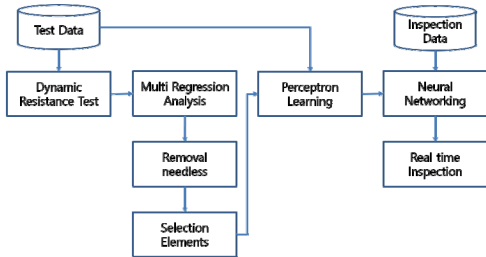 Test Data
Inspection
Data
Dynamic
Resistance Test
Multi Regression
Analysis
Perceptron
Learning
Neural
Networking
Removal
needless
Real time
Inspection
Selection
Elements